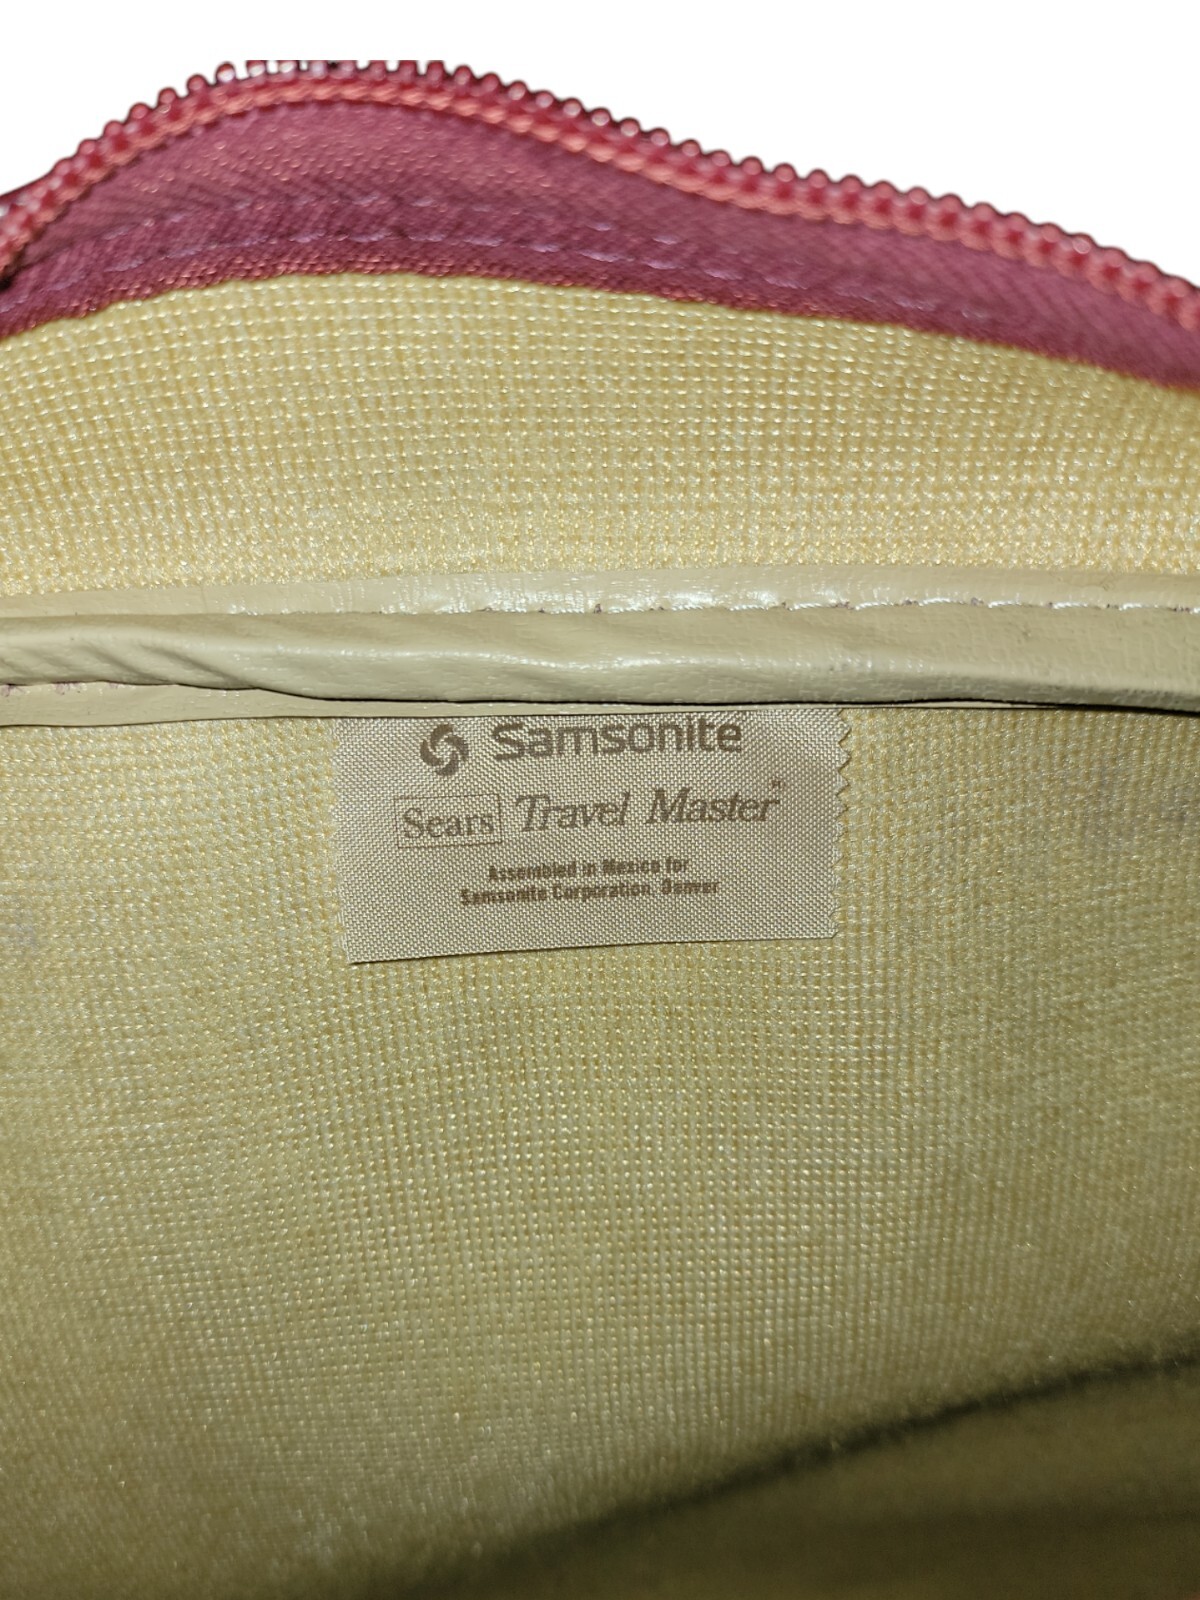 Samsonite
Sears Travel Master
Assembled in Mexico for
Samsonite Corporation, Denver